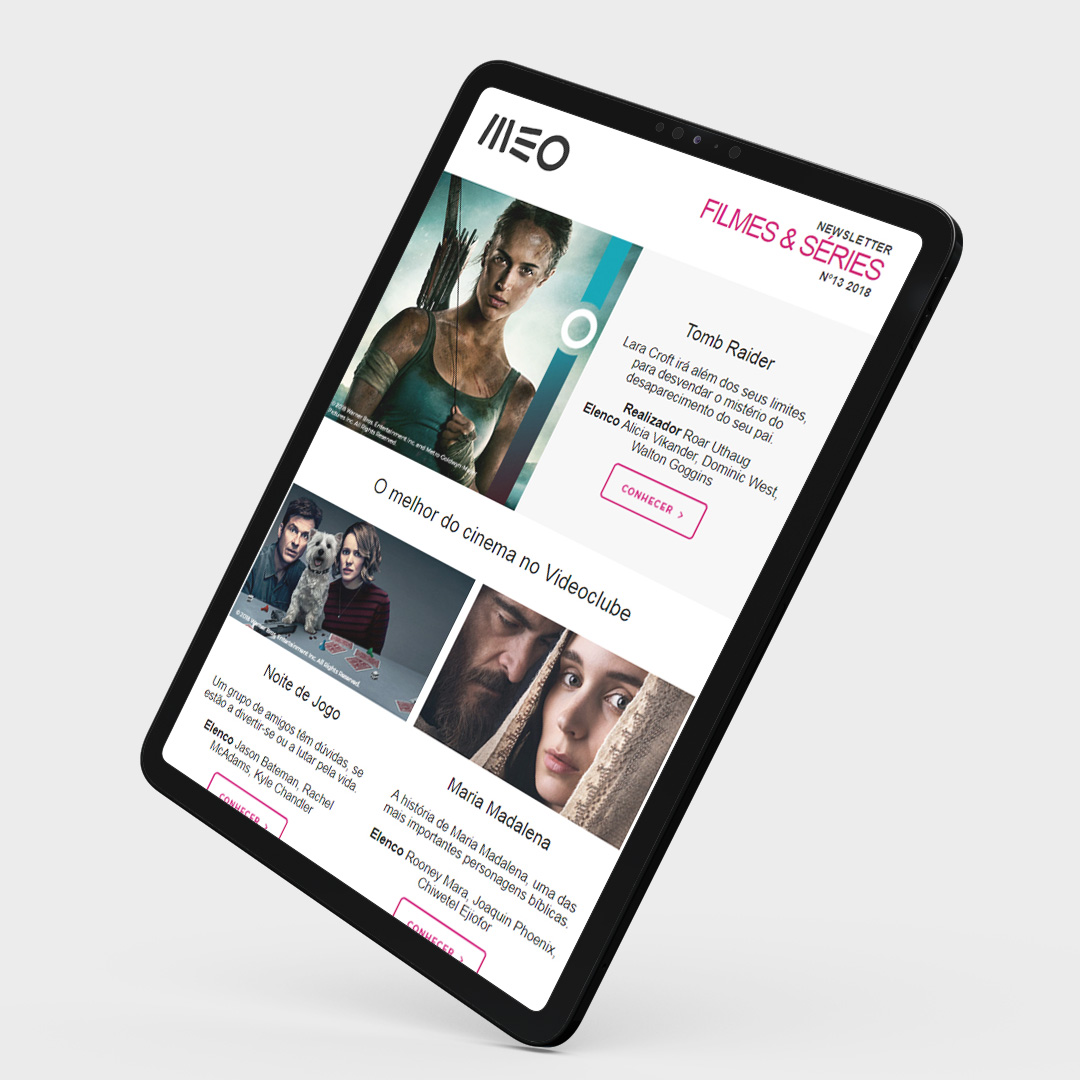 MEO
NEWSLETTER
FILMES & SÉRIES
Nº13 2018
Tomb Raider
Lara Croft irá além dos seus limites,
para desvendar o mistério do
desaparecimento do seu pai.
Realizador Roar Uthaug
Elenco Alicia Vikander, Dominic West,
Walton Goggins
CONHECER >
2018 Warner Bros. Entertainment Inc. and Metro-Goldwyn-Mayer
Pictures Inc. All Rights Reserved.
O melhor do cinema no Videoclube
© 2018 Warner Bros. Entertainment Inc. All Rights Reserved.
Noite de Jogo
Um grupo de amigos têm dúvidas, se
estão a divertir-se ou a lutar pela vida.
Elenco Jason Bateman, Rachel
McAdams, Kyle Chandler
CONHECER >
Maria Madalena
A história de Maria Madalena, uma das
mais importantes personagens bíblicas.
Elenco Rooney Mara, Joaquin Phoenix,
Chiwetel Ejiofor
CONHECER >